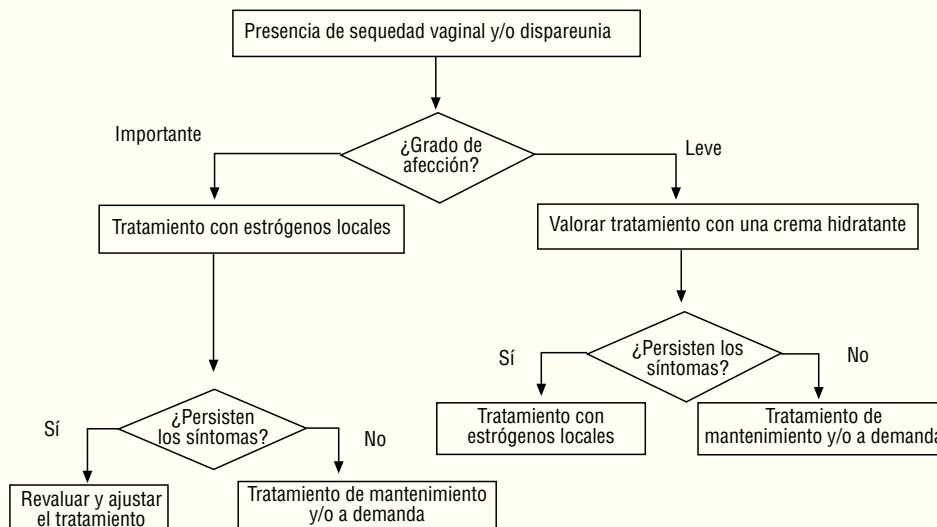 Presencia de sequedad vaginal y/o dispareunia
Importante
¿Grado de
afección?
Leve
Tratamiento con estrógenos locales
Valorar tratamiento con una crema hidratante
¿Persisten los
síntomas?
Sí
No
Tratamiento con
estrógenos locales
Tratamiento de
mantenimiento y/o a demanda
¿Persisten
los síntomas?
Sí
No
Revaluar y ajustar
el tratamiento
Tratamiento de mantenimiento
y/o a demanda